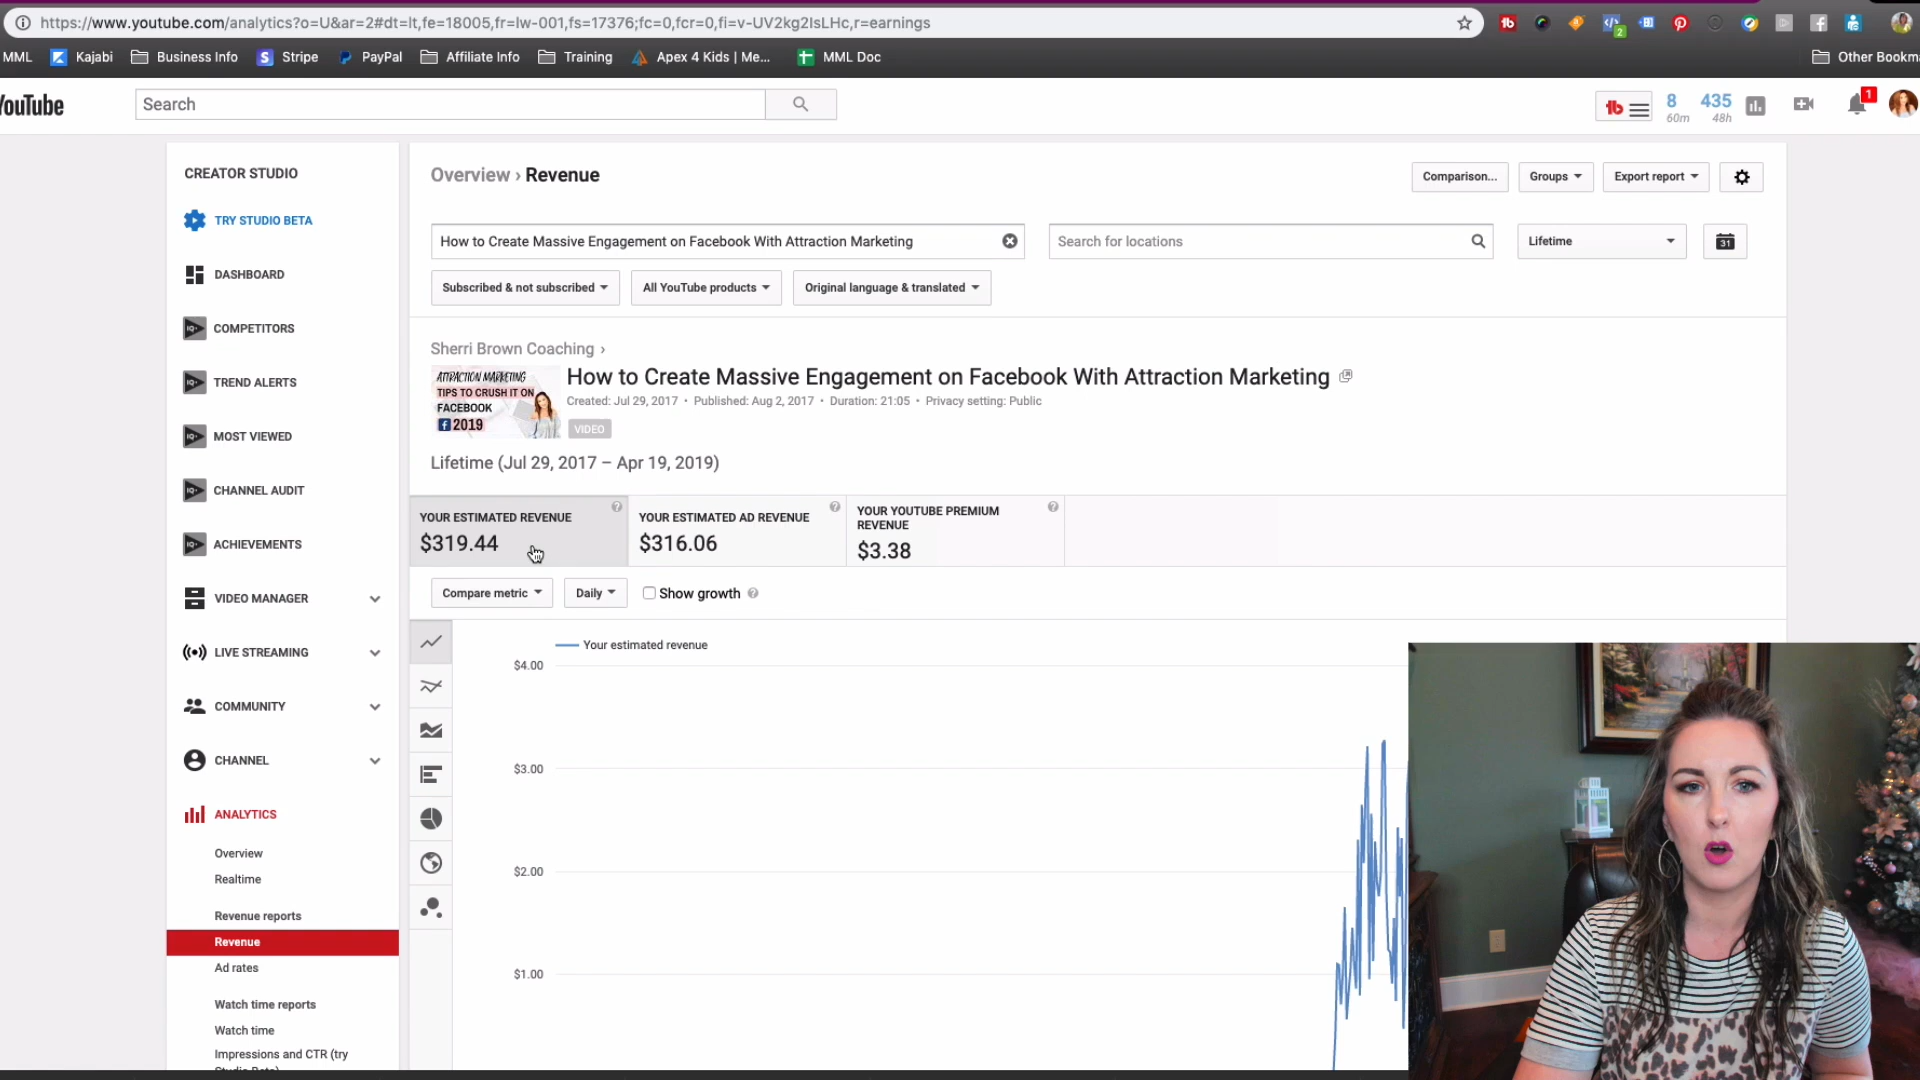 https://www.youtube.com/analytics?o=U&ar=2#dt=lt,fe=18005,fr=lw-001,fs=17376;fc=0,fcr=0,fi=v-UV2kg2IsLHc,r=earnings
MML Kajabi Business Info Stripe PayPal Affiliate Info Training Apex 4 Kids | Me... MML Doc Other Bookma
YouTube Search 8 60m 435 48h 1
CREATOR STUDIO
TRY STUDIO BETA
DASHBOARD
COMPETITORS
TREND ALERTS
MOST VIEWED
CHANNEL AUDIT
ACHIEVEMENTS
VIDEO MANAGER
LIVE STREAMING
COMMUNITY
CHANNEL
ANALYTICS
Overview
Realtime
Revenue reports
Revenue
Ad rates
Watch time reports
Watch time
Impressions and CTR (try
Overview › Revenue
Comparison... Groups Export report
How to Create Massive Engagement on Facebook With Attraction Marketing
Search for locations
Lifetime
31
Subscribed & not subscribed All YouTube products Original language & translated
Sherri Brown Coaching ›
ATTRACTION MARKETING
TIPS TO CRUSH IT ON
FACEBOOK
f 2019
How to Create Massive Engagement on Facebook With Attraction Marketing
Created: Jul 29, 2017 • Published: Aug 2, 2017 • Duration: 21:05 • Privacy setting: Public
VIDEO
Lifetime (Jul 29, 2017 – Apr 19, 2019)
YOUR ESTIMATED REVENUE
$319.44
YOUR ESTIMATED AD REVENUE
$316.06
YOUR YOUTUBE PREMIUM
REVENUE
$3.38
Compare metric Daily Show growth
Your estimated revenue
$4.00
$3.00
$2.00
$1.00